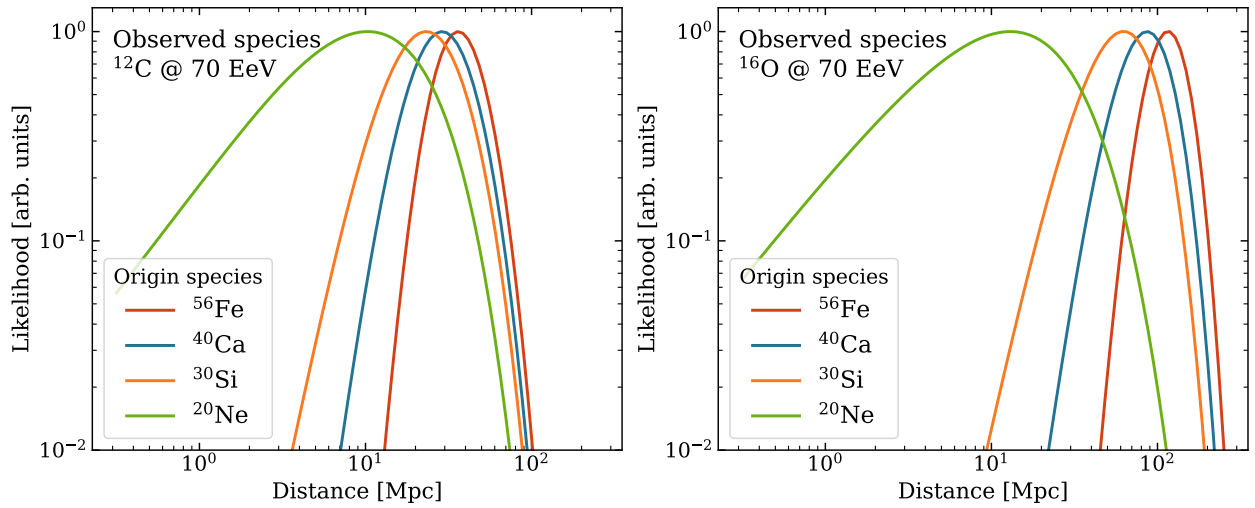 Observed species
¹²C @ 70 EeV
Likelihood [arb. units]
10⁰
10⁻¹
10⁻²
Origin species
⁵⁶Fe
⁴⁰Ca
³⁰Si
²⁰Ne
10⁰ 10¹ 10²
Distance [Mpc]
Observed species
¹⁶O @ 70 EeV
Likelihood [arb. units]
10⁰
10⁻¹
10⁻²
Origin species
⁵⁶Fe
⁴⁰Ca
³⁰Si
²⁰Ne
10⁰ 10¹ 10²
Distance [Mpc]